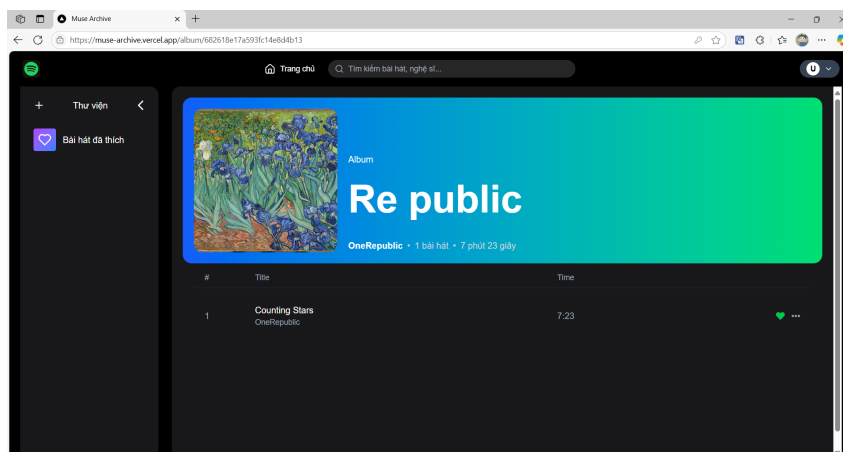 Muse Archive
https://muse-archive.vercel.app/album/682618e17a593fc14e8d4b13
Trang chủ
Tìm kiếm bài hát, nghệ sĩ...
U
Thư viện
Bài hát đã thích
Album
Re public
OneRepublic • 1 bài hát • 7 phút 23 giây
# Title Time
1 Counting Stars 7:23
OneRepublic